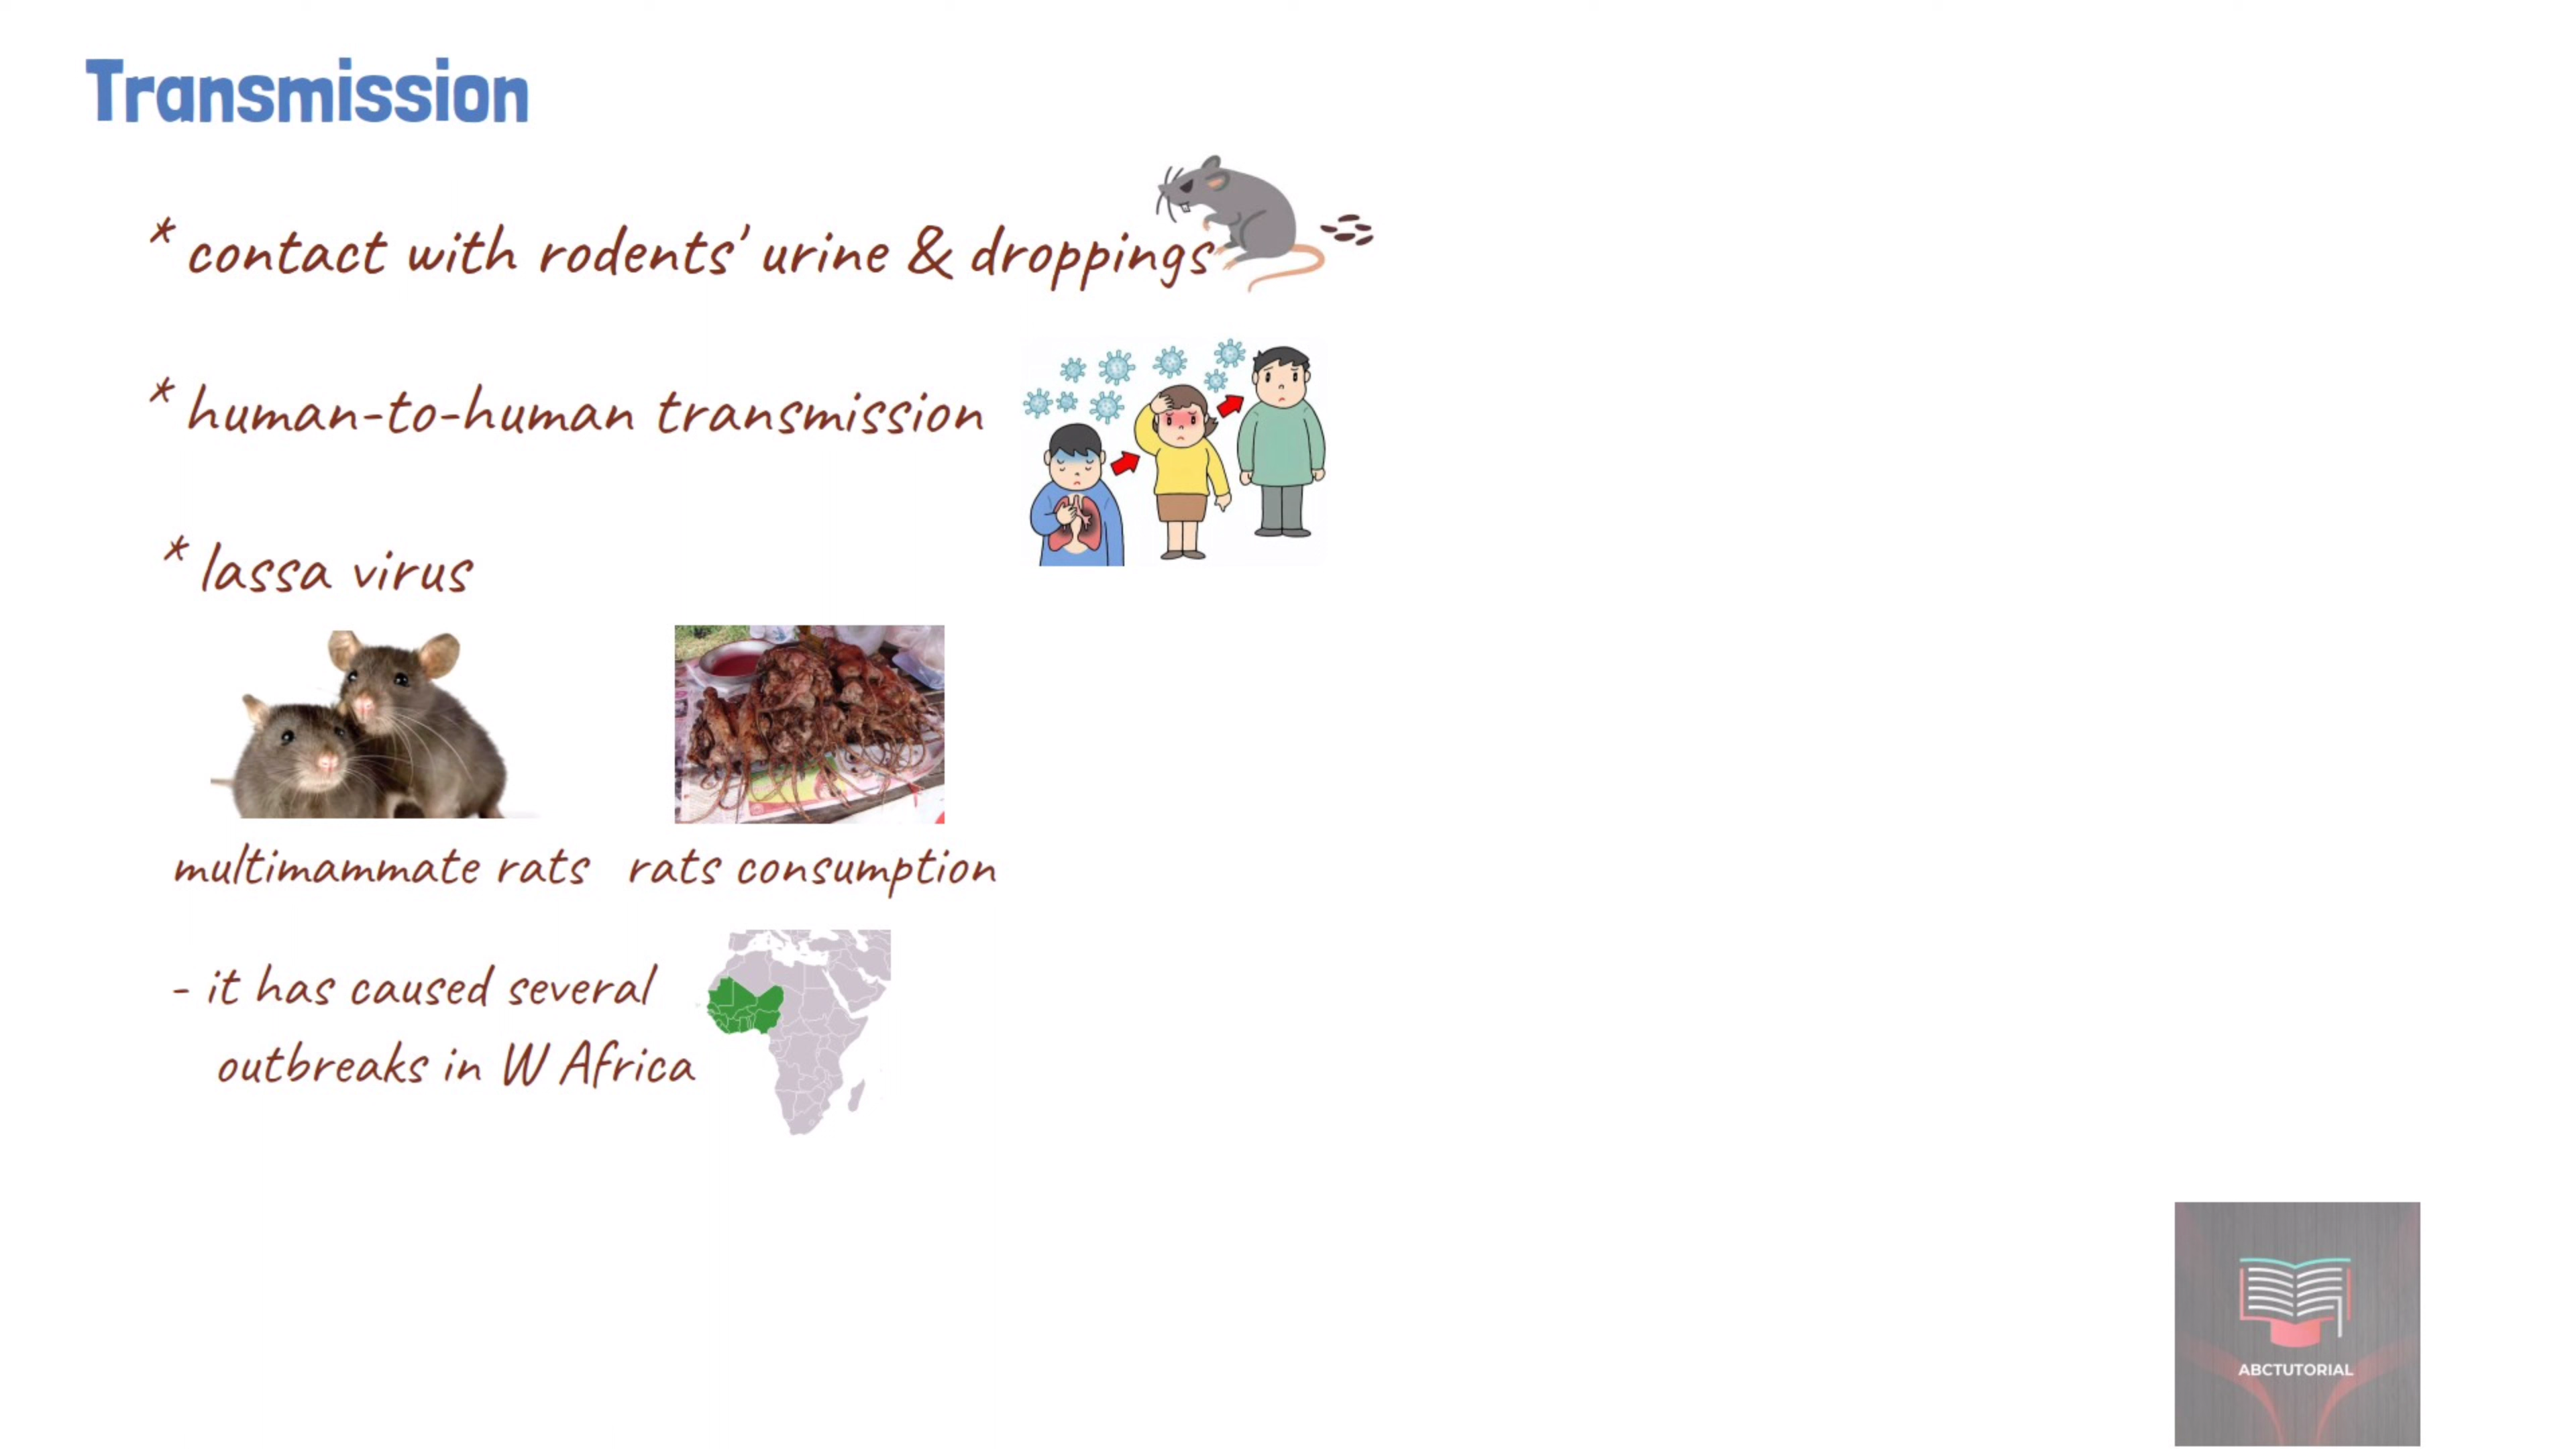 Transmission
* contact with rodents' urine & droppings
* human-to-human transmission
* lassa virus
multimammate rats rats consumption
- it has caused several
outbreaks in W Africa
ABCTUTORIAL